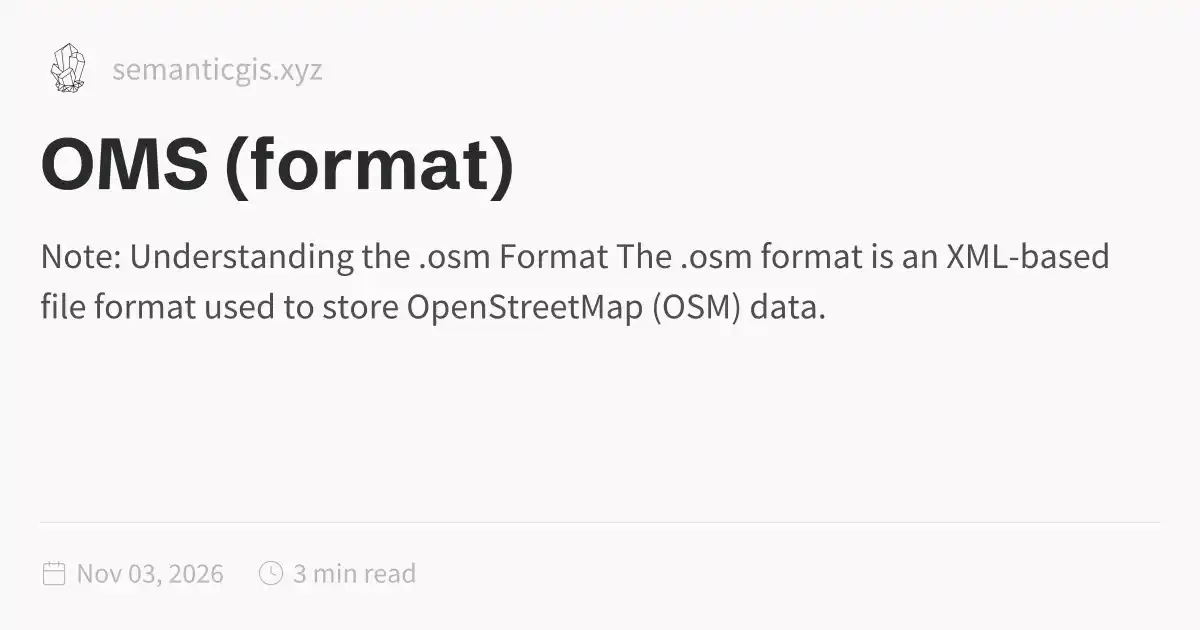 semanticgis.xyz
OMS (format)
Note: Understanding the .osm Format The .osm format is an XML-based
file format used to store OpenStreetMap (OSM) data.
Nov 03, 2026 3 min read